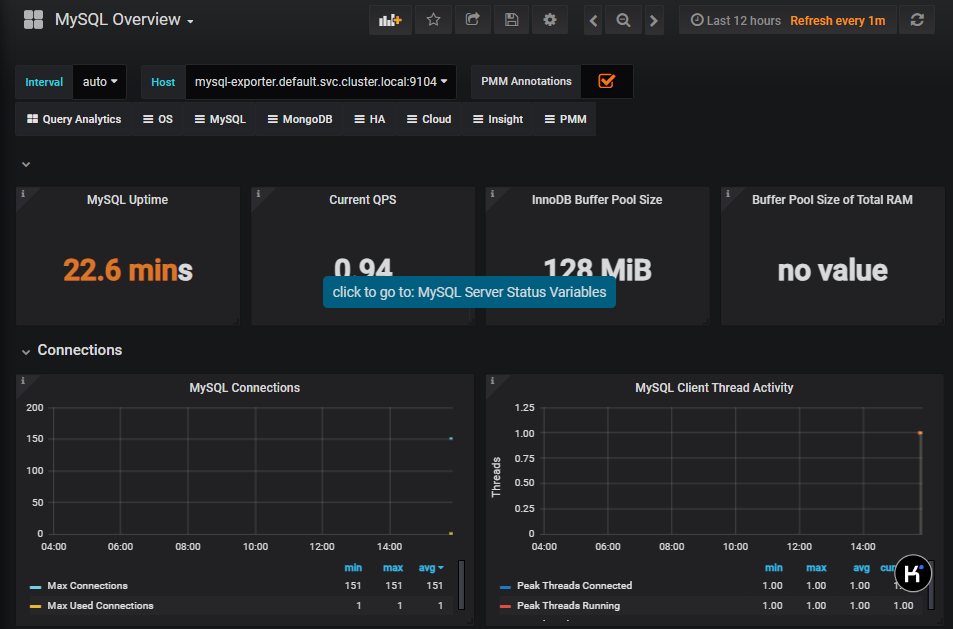 MySQL Overview
Last 12 hours Refresh every 1m
Interval auto Host mysql-exporter.default.svc.cluster.local:9104 PMM Annotations
Query Analytics OS MySQL MongoDB HA Cloud Insight PMM
MySQL Uptime
22.6 mins
Current QPS
0.94
InnoDB Buffer Pool Size
128 MiB
Buffer Pool Size of Total RAM
no value
click to go to: MySQL Server Status Variables
Connections
MySQL Connections
200
150
100
50
0
04:00 06:00 08:00 10:00 12:00 14:00
min max avg
Max Connections 151 151 151
Max Used Connections 1 1 1
MySQL Client Thread Activity
Threads
1.25
1.00
0.75
0.50
0.25
0
04:00 06:00 08:00 10:00 12:00 14:00
min max avg
Peak Threads Connected 1.00 1.00 1.00
Peak Threads Running 1.00 1.00 1.00 1.00
K